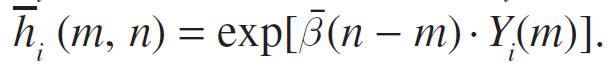 h̅ᵢ (m, n) = exp[β̄(n − m) · Yᵢ(m)].